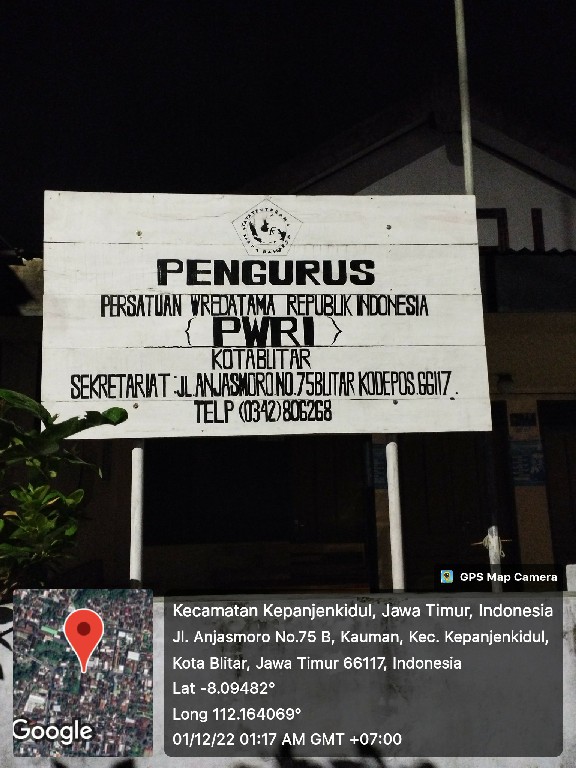 PENGURUS
PERSATUAN WREDATAMA REPUBLIK INDONESIA
{ PWRI }
KOTA BLITAR
SEKRETARIAT : JL. ANJASMORO NO. 75 BLITAR KODEPOS. 66117.
TELP (0342) 806268
GPS Map Camera
Kecamatan Kepanjenkidul, Jawa Timur, Indonesia
Jl. Anjasmoro No.75 B, Kauman, Kec. Kepanjenkidul,
Kota Blitar, Jawa Timur 66117, Indonesia
Lat -8.09482°
Long 112.164069°
01/12/22 01:17 AM GMT +07:00
Google